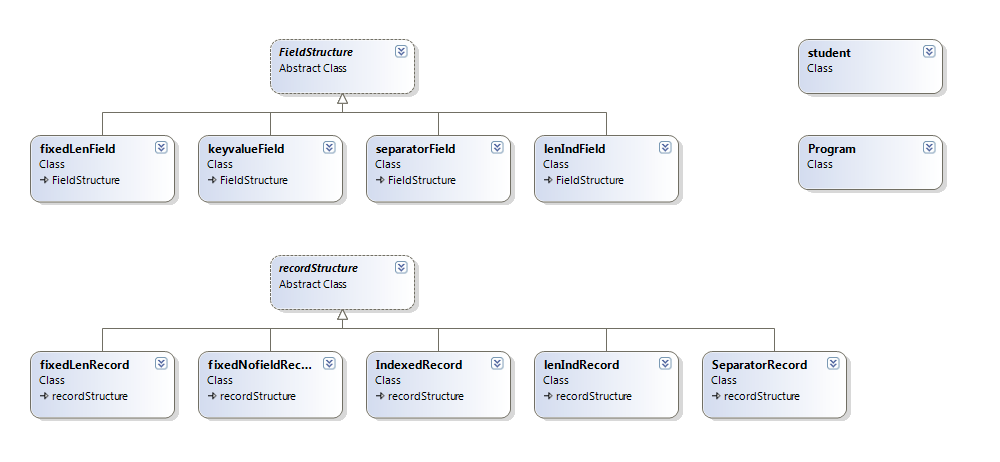 FieldStructure
Abstract Class
student
Class
fixedLenField
Class
FieldStructure
keyvalueField
Class
FieldStructure
separatorField
Class
FieldStructure
lenIndField
Class
FieldStructure
Program
Class
recordStructure
Abstract Class
fixedLenRecord
Class
recordStructure
fixedNofieldRec...
Class
recordStructure
IndexedRecord
Class
recordStructure
lenIndRecord
Class
recordStructure
SeparatorRecord
Class
recordStructure